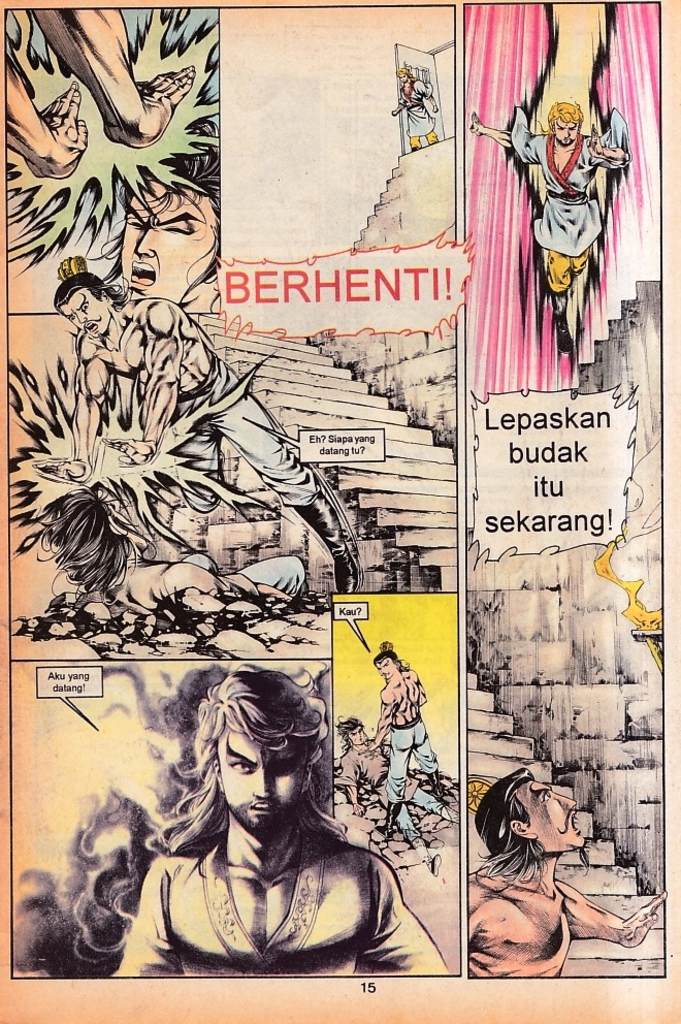 BERHENTI!
Eh? Siapa yang
datang tu?
Aku yang
datang!
Kau?
Lepaskan
budak
itu
sekarang!
15